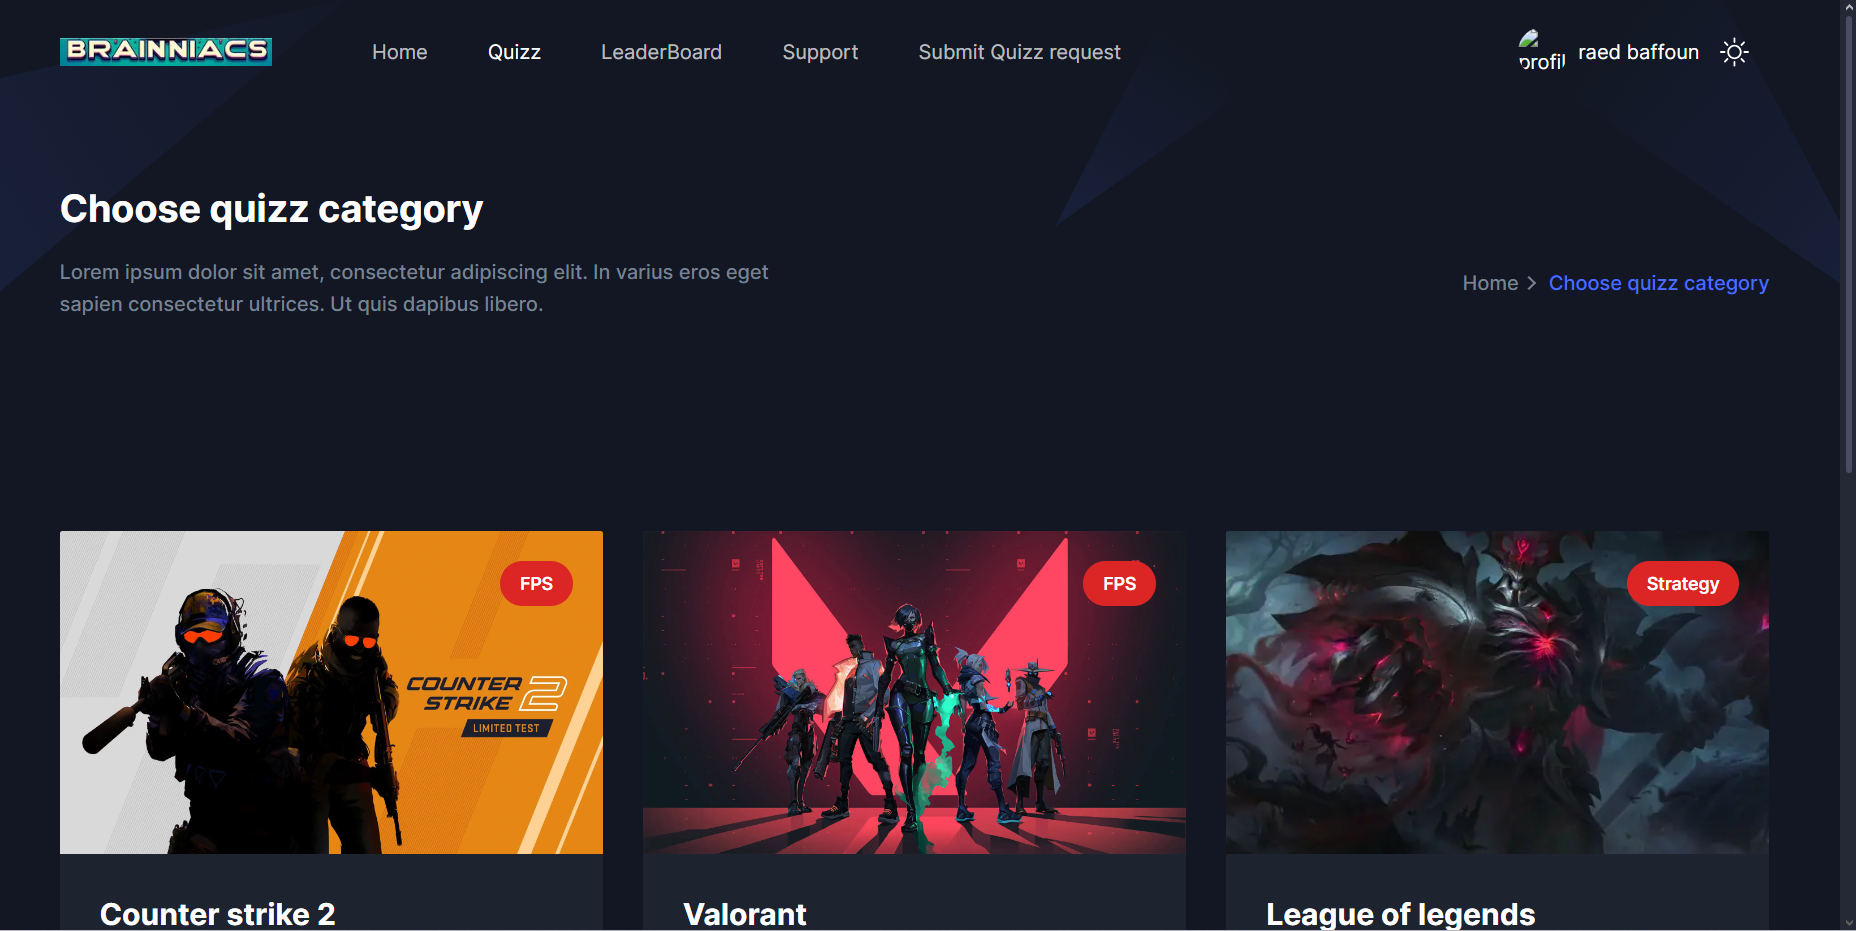 BRAINNIACS
Home
Quizz
LeaderBoard
Support
Submit Quizz request
profil
raed baffoun
Choose quizz category
Lorem ipsum dolor sit amet, consectetur adipiscing elit. In varius eros eget
sapien consectetur ultrices. Ut quis dapibus libero.
Home
Choose quizz category
FPS
COUNTER
STRIKE 2
LIMITED TEST
FPS
Strategy
Counter strike 2
Valorant
League of legends